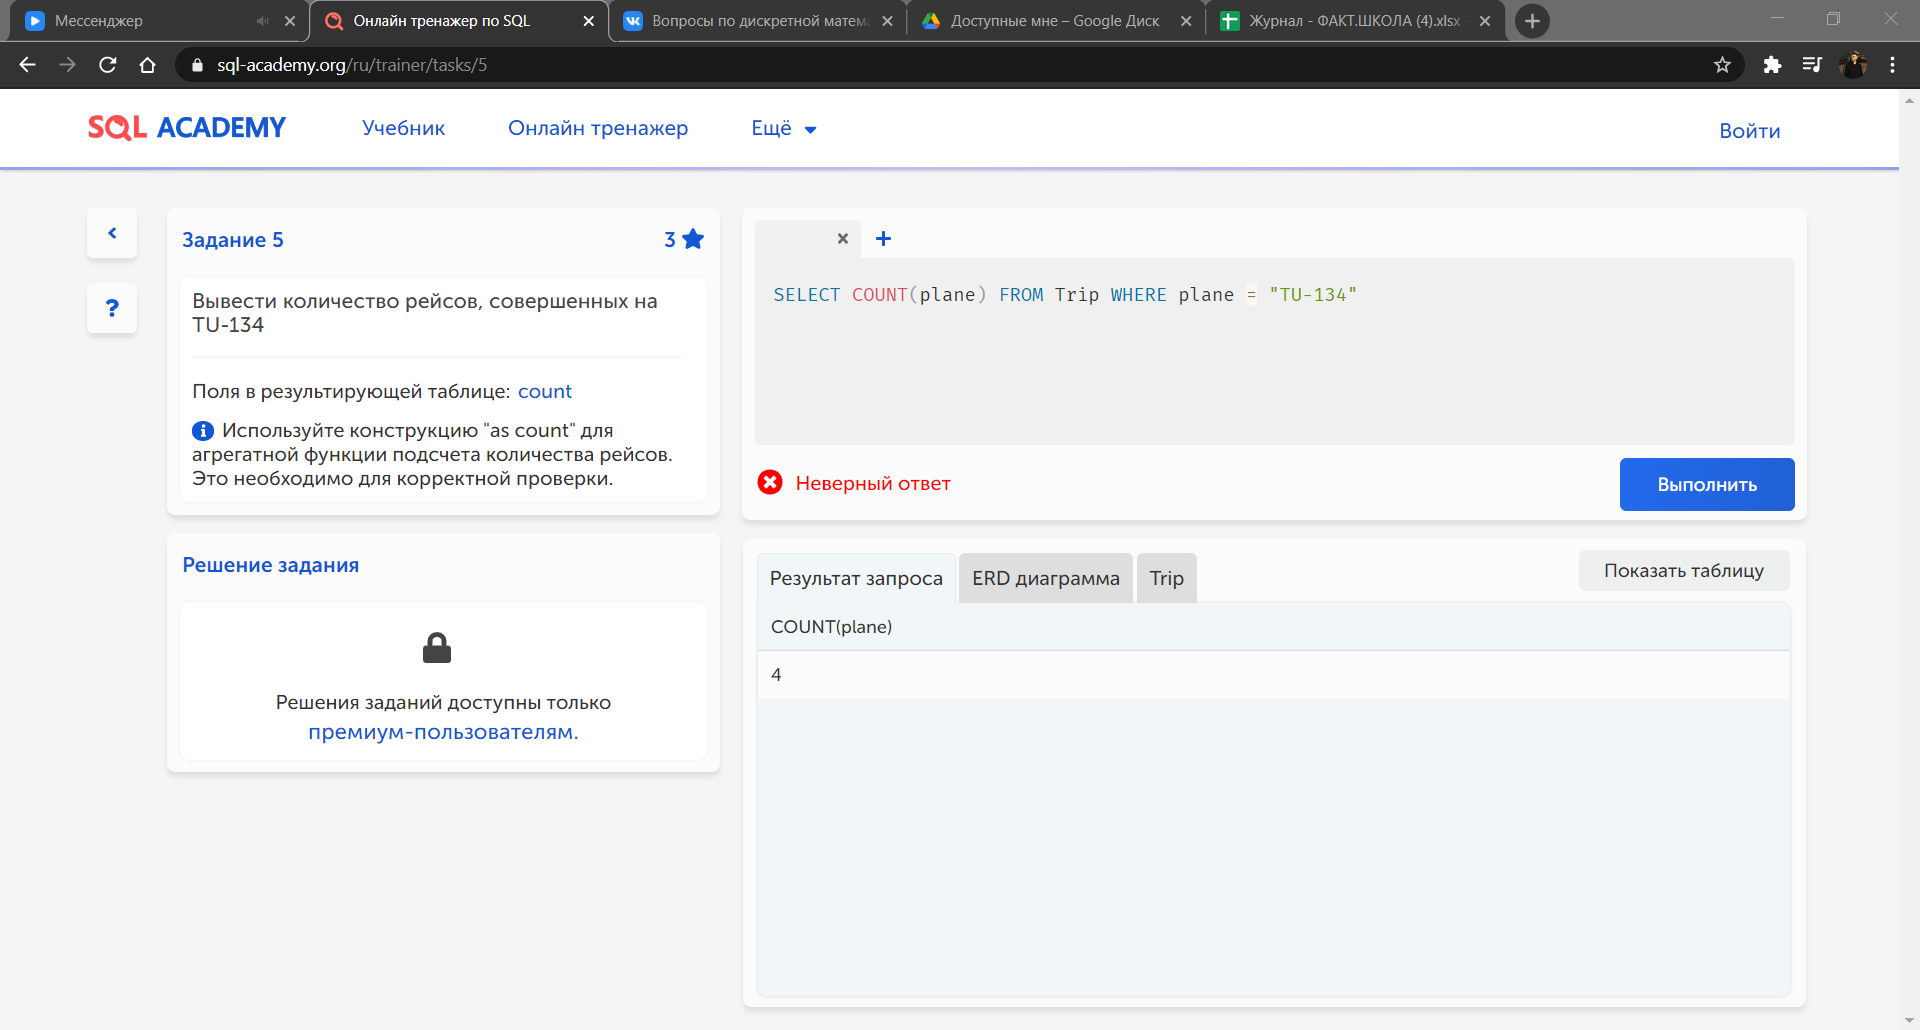 Мессенджер
Онлайн тренажер по SQL
Вопросы по дискретной матема
Доступные мне – Google Диск
Журнал - ФАКТ.ШКОЛА (4).xlsx
sql-academy.org/ru/trainer/tasks/5
SQL ACADEMY
Учебник
Онлайн тренажер
Ещё
Войти
Задание 5
3
Вывести количество рейсов, совершенных на
TU-134
Поля в результирующей таблице: count
Используйте конструкцию "as count" для
агрегатной функции подсчета количества рейсов.
Это необходимо для корректной проверки.
Решение задания
Решения заданий доступны только
премиум-пользователям.
SELECT COUNT(plane) FROM Trip WHERE plane = "TU-134"
Неверный ответ
Выполнить
Результат запроса
ERD диаграмма
Trip
Показать таблицу
COUNT(plane)
4